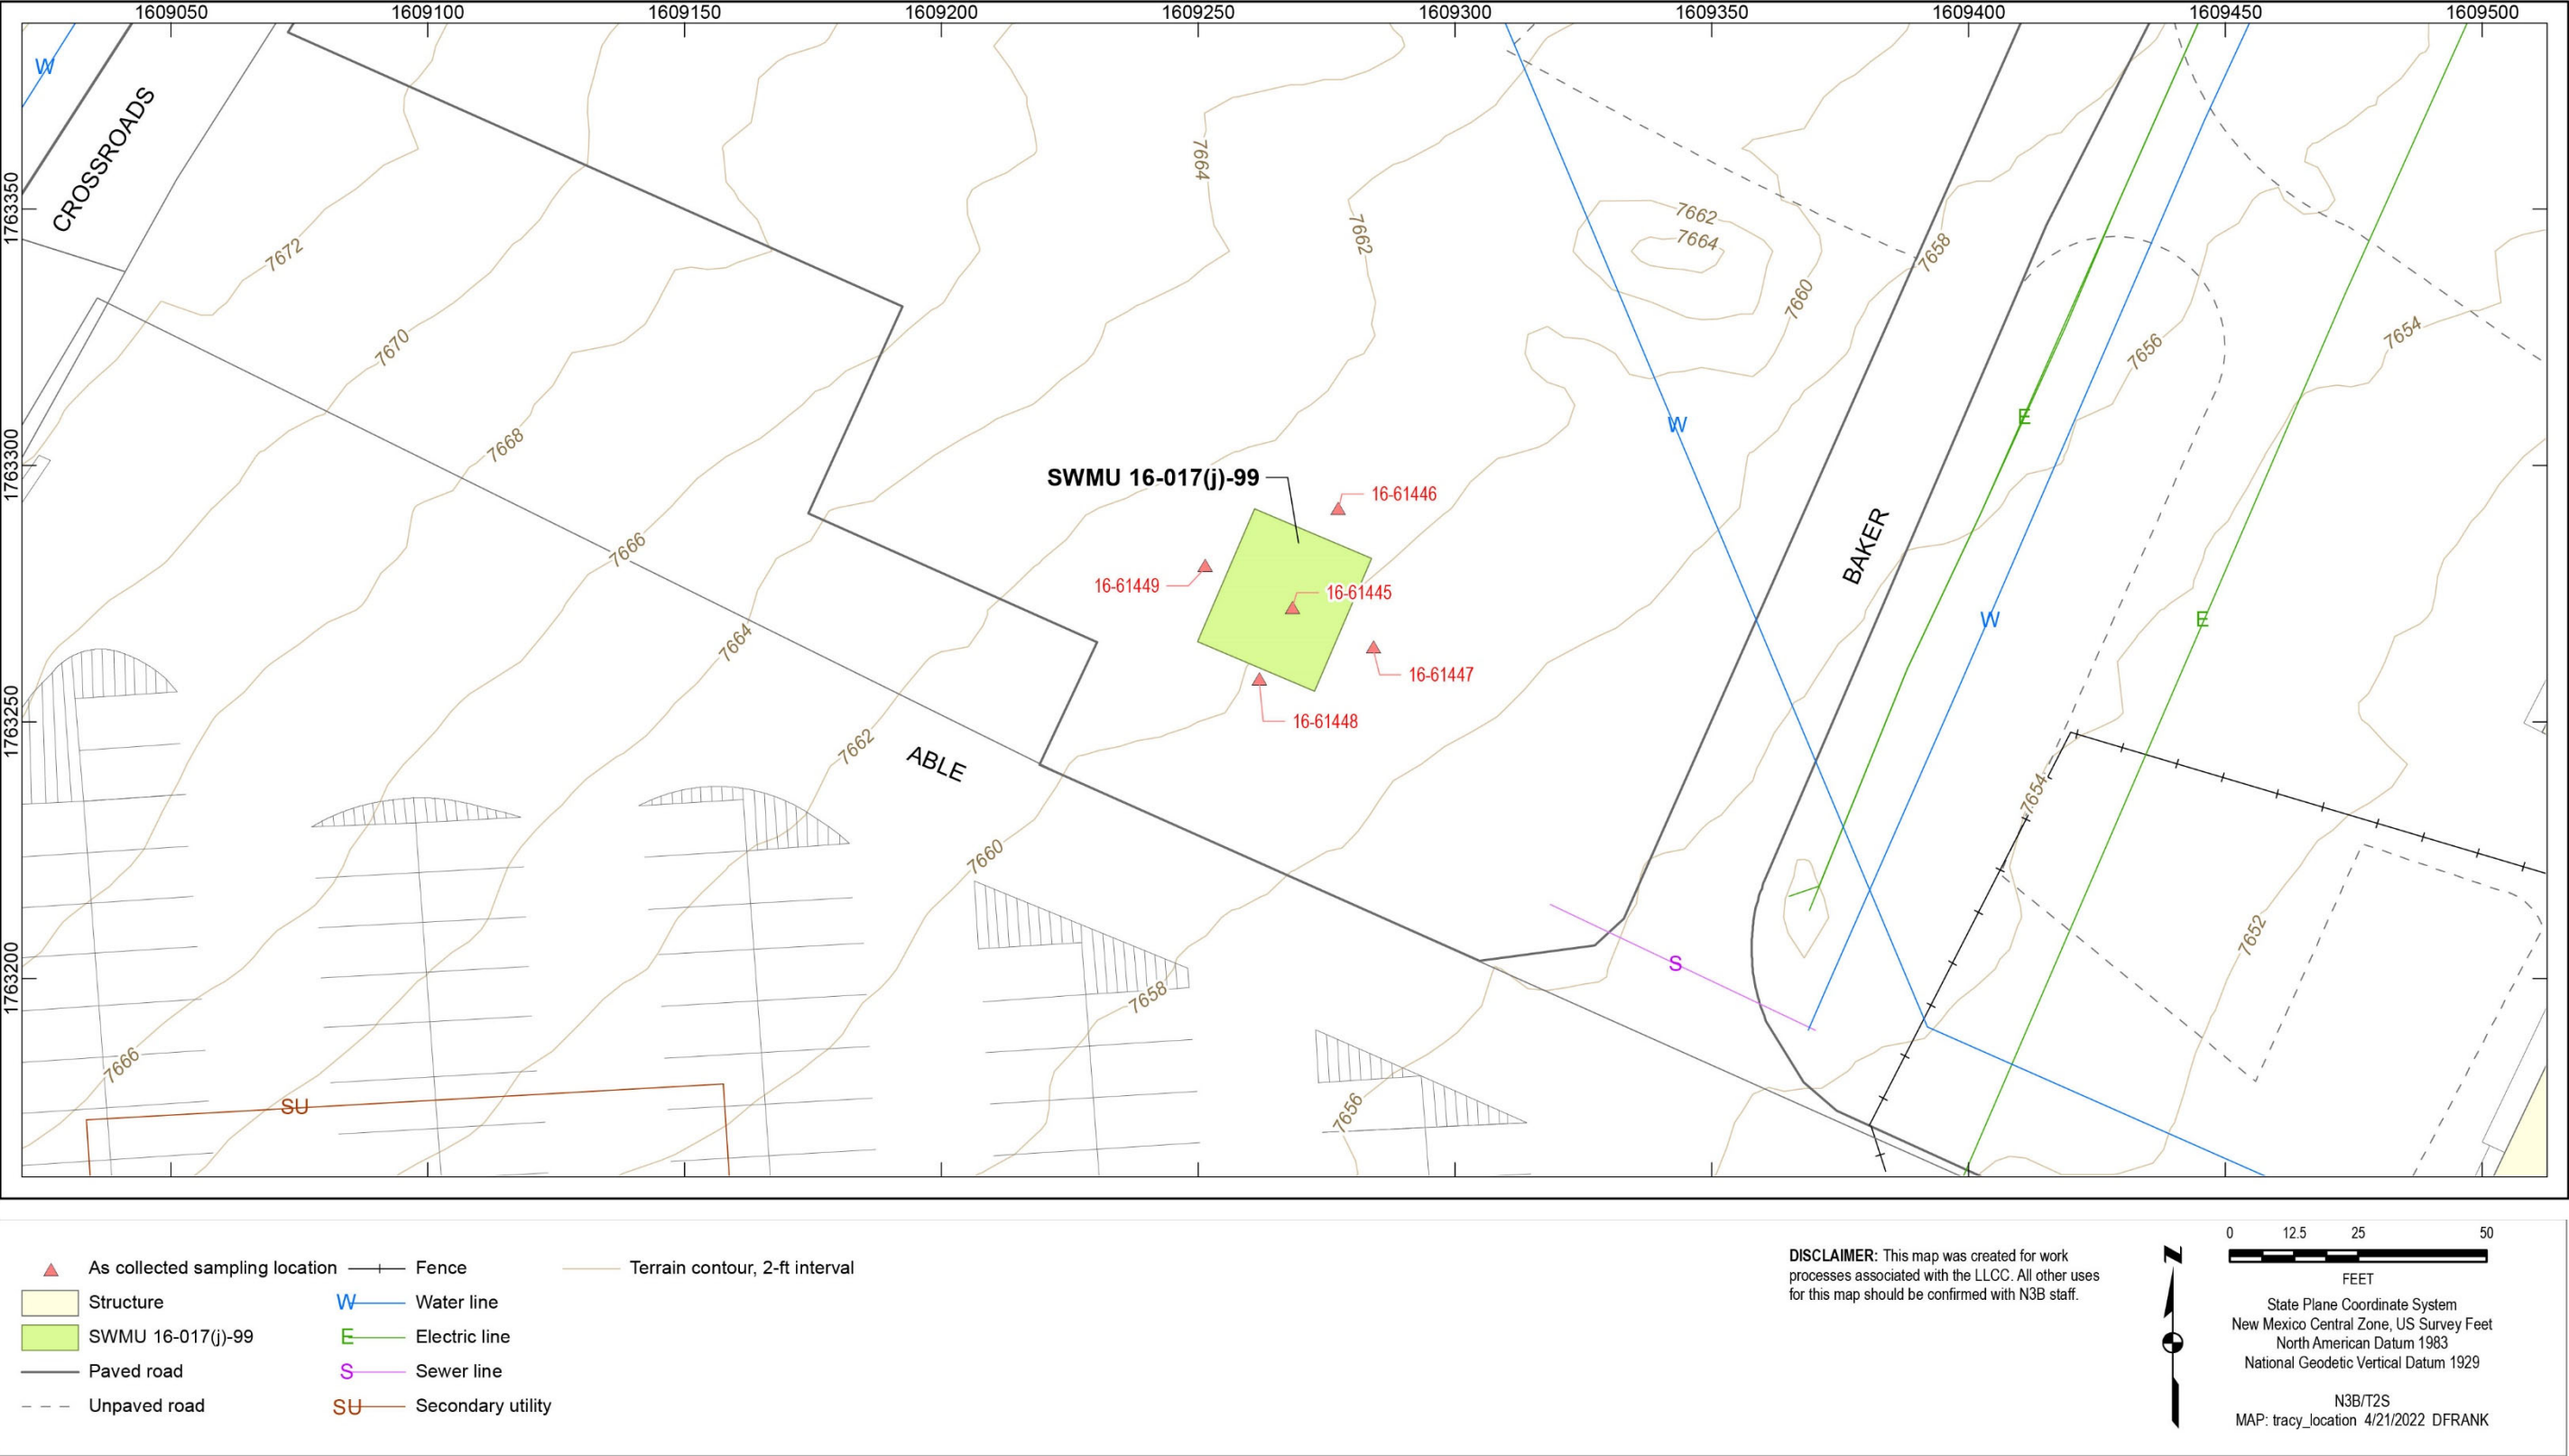 1609050
1609100
1609150
1609200
1609250
1609300
1609350
1609400
1609450
1609500
W
CROSSROADS
1763350
7664
7662
7662
7664
7672
7658
7660
7670
7656
7654
1763300
W
E
7668
SWMU 16-017(j)-99
16-61446
BAKER
7666
16-61449
16-61445
W
E
7664
16-61447
1763250
16-61448
7662
ABLE
7654
7660
1763200
S
7652
7658
7666
SU
7656
As collected sampling location
Structure
SWMU 16-017(j)-99
Paved road
Unpaved road
Fence
W Water line
E Electric line
S Sewer line
SU Secondary utility
Terrain contour, 2-ft interval
DISCLAIMER: This map was created for work
processes associated with the LLCC. All other uses
for this map should be confirmed with N3B staff.
N
0 12.5 25 50
FEET
State Plane Coordinate System
New Mexico Central Zone, US Survey Feet
North American Datum 1983
National Geodetic Vertical Datum 1929
N3B/T2S
MAP: tracy_location 4/21/2022 DFRANK